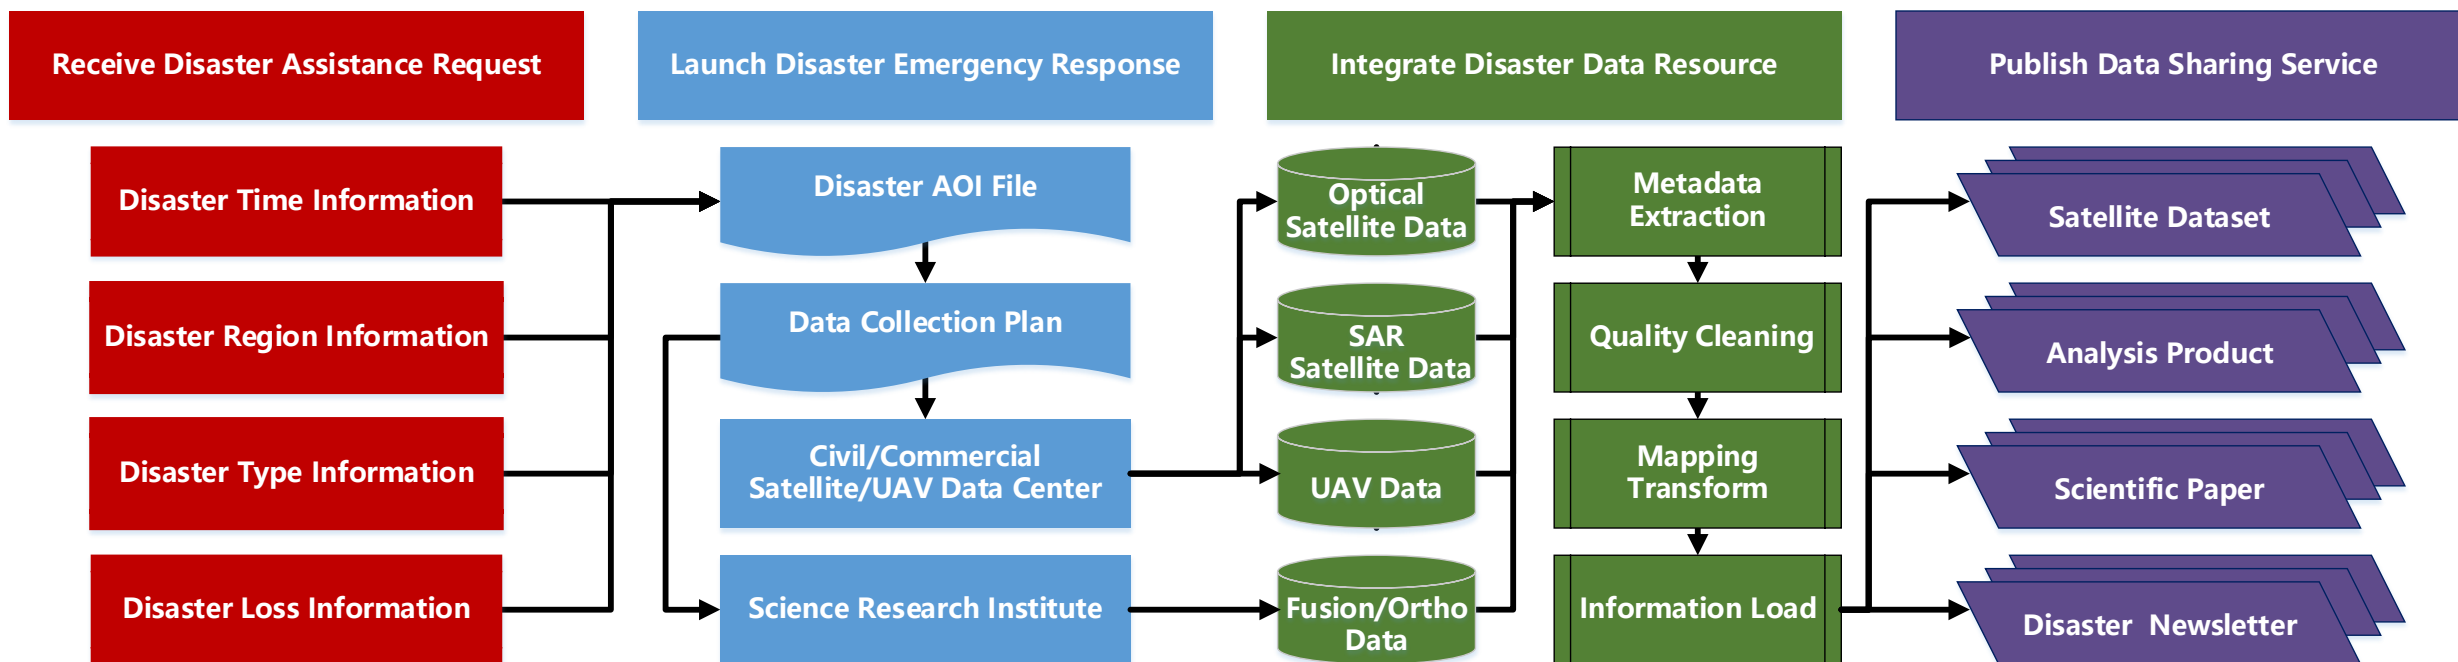 Receive Disaster Assistance Request
Launch Disaster Emergency Response
Integrate Disaster Data Resource
Publish Data Sharing Service
Disaster Time Information
Disaster Region Information
Disaster Type Information
Disaster Loss Information
Disaster AOI File
Data Collection Plan
Civil/Commercial
Satellite/UAV Data Center
Science Research Institute
Optical
Satellite Data
SAR
Satellite Data
UAV Data
Fusion/Ortho
Data
Metadata
Extraction
Quality Cleaning
Mapping
Transform
Information Load
Satellite Dataset
Analysis Product
Scientific Paper
Disaster  Newsletter